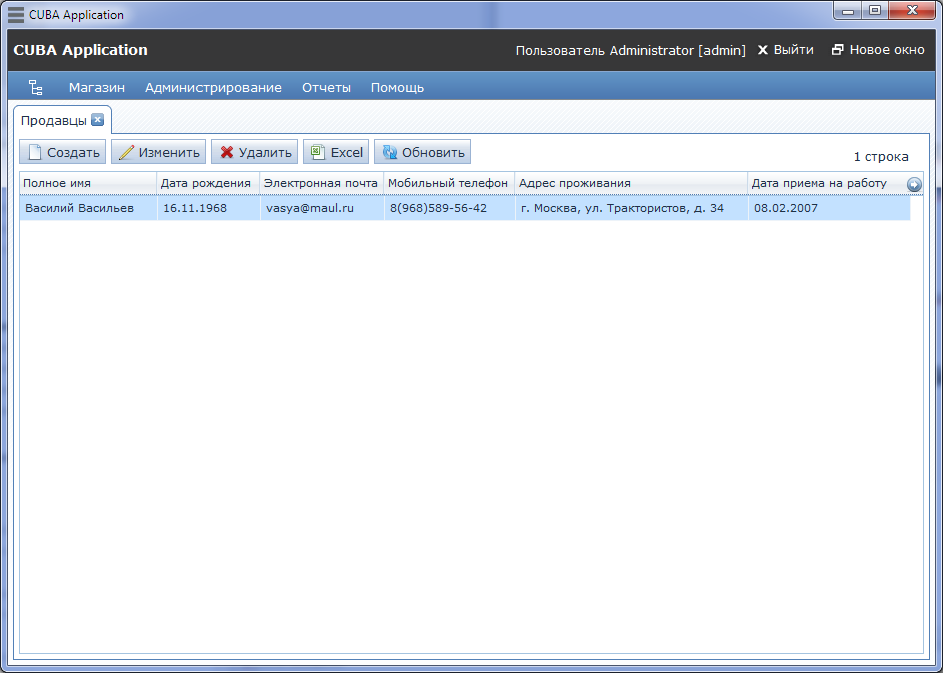 CUBA Application
CUBA Application Пользователь Administrator [admin] Выйти Новое окно
Магазин Администрирование Отчеты Помощь
Продавцы
Создать Изменить Удалить Excel Обновить 1 строка
Полное имя Дата рождения Электронная почта Мобильный телефон Адрес проживания Дата приема на работу
Василий Васильев 16.11.1968 vasya@maul.ru 8(968)589-56-42 г. Москва, ул. Трактористов, д. 34 08.02.2007